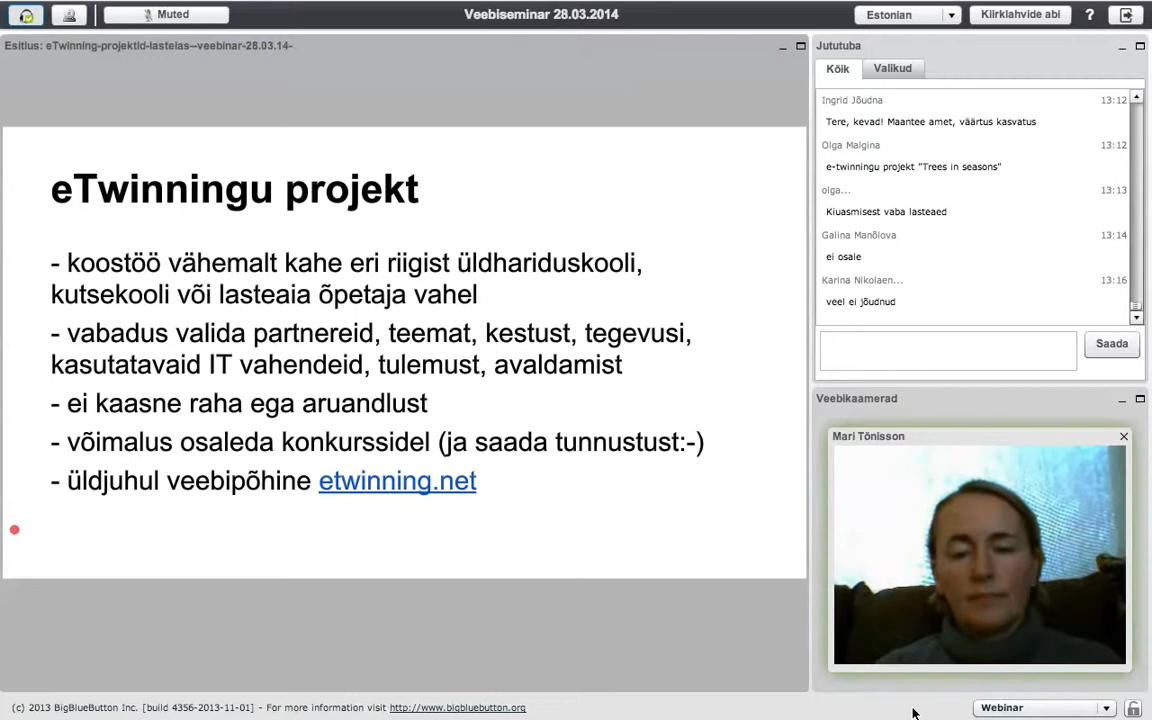 Muted
Veebiseminar 28.03.2014
Estonian
Kiirklahvide abi
?
Esitlus: eTwinning-projektid-lasteias--veebinar-28.03.14-
eTwinningu projekt
- koostöö vähemalt kahe eri riigist üldhariduskooli,
kutsekooli või lasteaia õpetaja vahel
- vabadus valida partnereid, teemat, kestust, tegevusi,
kasutatavaid IT vahendeid, tulemust, avaldamist
- ei kaasne raha ega aruandlust
- võimalus osaleda konkurssidel (ja saada tunnustust:-)
- üldjuhul veebipõhine etwinning.net
Jututuba
Kõik
Valikud
Ingrid Jõudna 13:12
Tere, kevad! Maantee amet, väärtus kasvatus
Olga Malgina 13:12
e-twinningu projekt "Trees in seasons"
olga... 13:13
Kiuasmisest vaba lasteaed
Galina Manõlova 13:14
ei osale
Karina Nikolaen... 13:16
veel ei jõudnud
Saada
Veebikaamerad
Mari Tõnisson
(c) 2013 BigBlueButton Inc. [build 4356-2013-11-01] - For more information visit http://www.bigbluebutton.org
Webinar